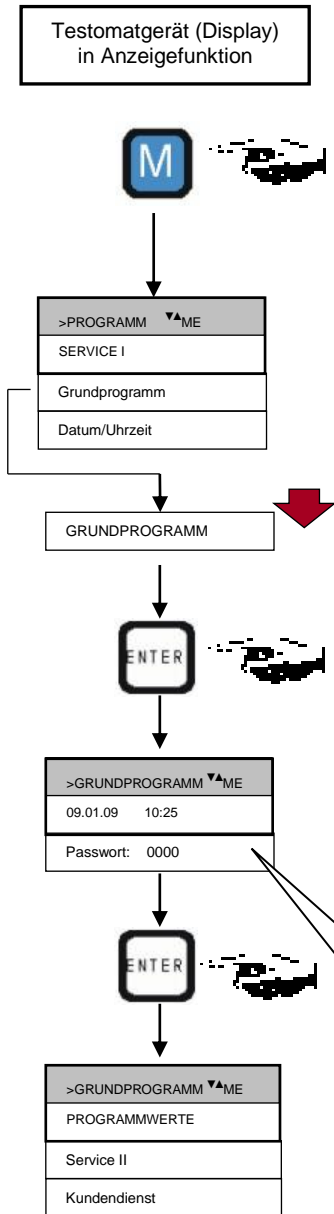 Testomatgerät (Display)
in Anzeigefunktion
M
>PROGRAMM ▼▲ME
SERVICE I
Grundprogramm
Datum/Uhrzeit
GRUNDPROGRAMM
ENTER
>GRUNDPROGRAMM ▼▲ME
09.01.09 10:25
Passwort: 0000
ENTER
>GRUNDPROGRAMM ▼▲ME
PROGRAMMWERTE
Service II
Kundendienst